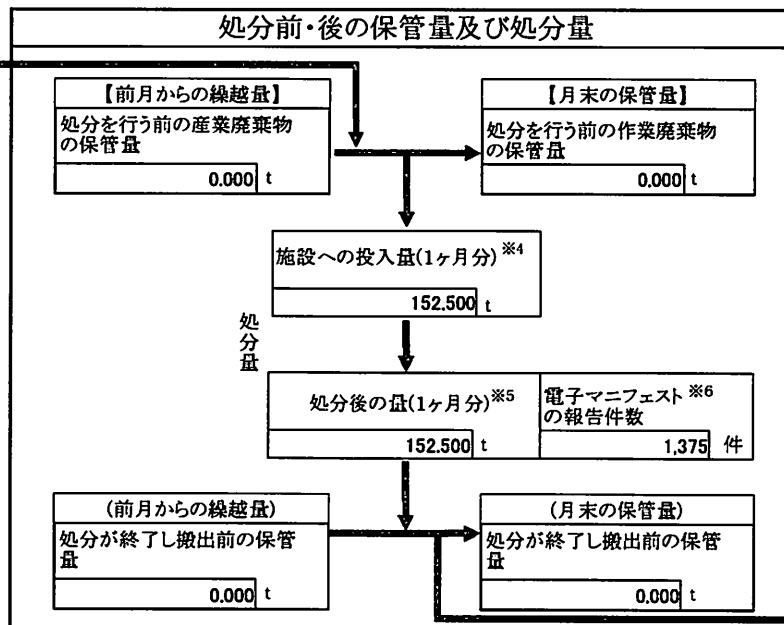 処分前・後の保管量及び処分量
【前月からの繰越量】
処分を行う前の産業廃棄物
の保管量
0.000 t
【月末の保管量】
処分を行う前の作業廃棄物
の保管量
0.000 t
施設への投入量(1ヶ月分)※4
152.500 t
処分量
処分後の量(1ヶ月分)※5
152.500 t
電子マニフェスト※6
の報告件数
1,375 件
(前月からの繰越量)
処分が終了し搬出前の保管
量
0.000 t
(月末の保管量)
処分が終了し搬出前の保管
量
0.000 t